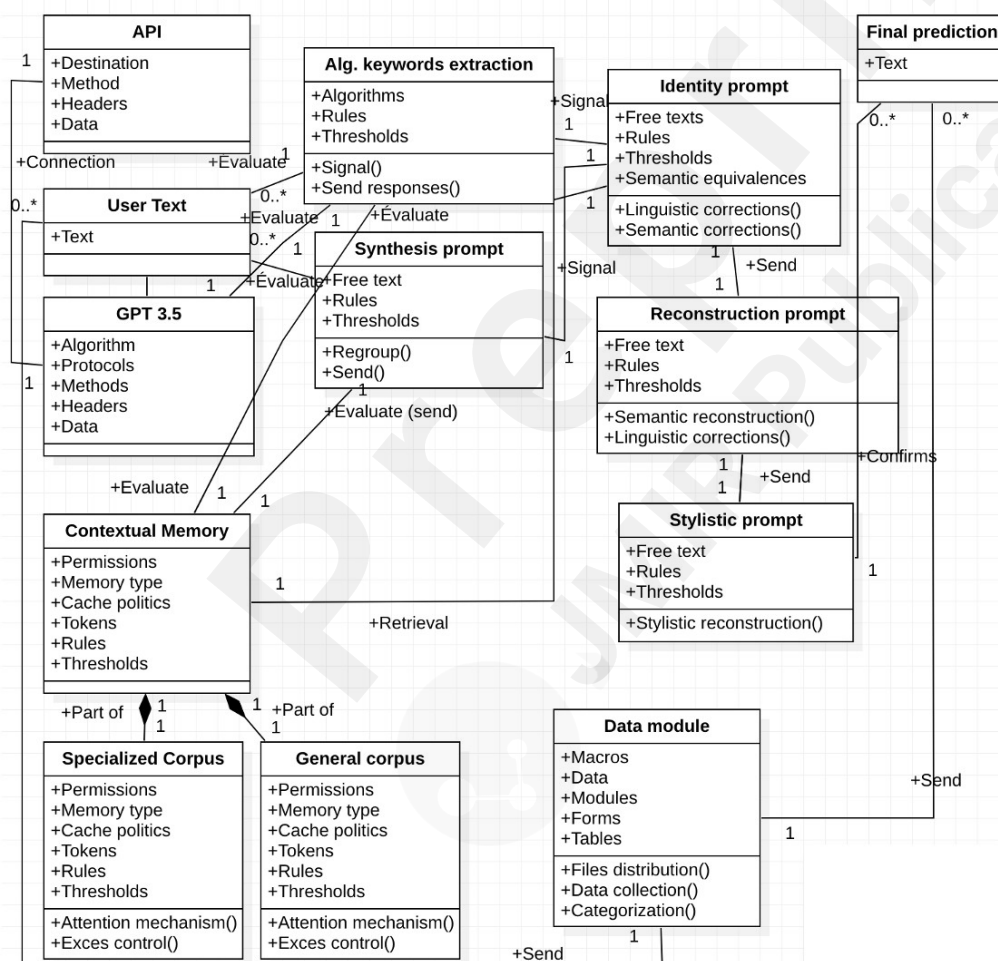 API
+Destination
+Method
+Headers
+Data
1
+Connection
User Text
+Text
0..*
GPT 3.5
+Algorithm
+Protocols
+Methods
+Headers
+Data
1
Alg. keywords extraction
+Algorithms
+Rules
+Thresholds
+Signal()
+Send responses()
+Évaluate
1
0..*
+Evaluate
0..*
1
1
+Évaluate
+Évaluate
1
Synthesis prompt
+Free text
+Rules
+Thresholds
+Regroup()
+Send()
1
+Evaluate (send)
+Signal
1
1
1
+Signal
1
Identity prompt
+Free texts
+Rules
+Thresholds
+Semantic equivalences
+Linguistic corrections()
+Semantic corrections()
1
+Send
1
Reconstruction prompt
+Free text
+Rules
+Thresholds
+Semantic reconstruction()
+Linguistic corrections()
1
+Send
1
Stylistic prompt
+Free text
+Rules
+Thresholds
+Stylistic reconstruction()
1
+Confirms
Final prediction
+Text
0..*
0..*
+Evaluate
1
1
Contextual Memory
+Permissions
+Memory type
+Cache politics
+Tokens
+Rules
+Thresholds
1
+Retrieval
+Part of
1
1
1
+Part of
1
Specialized Corpus
+Permissions
+Memory type
+Cache politics
+Tokens
+Rules
+Thresholds
+Attention mechanism()
+Exces control()
General corpus
+Permissions
+Memory type
+Cache politics
+Tokens
+Rules
+Thresholds
+Attention mechanism()
+Exces control()
Data module
+Macros
+Data
+Modules
+Forms
+Tables
+Files distribution()
+Data collection()
+Categorization()
1
+Send
1
+Send
Prepri
JMIR Publica